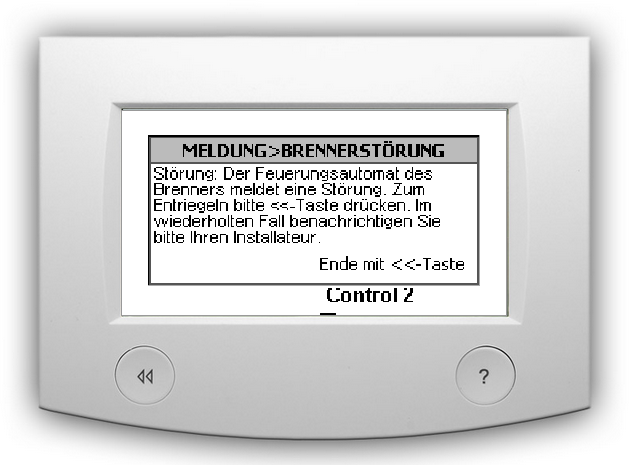 MELDUNG>BRENNERSTÖRUNG
Störung: Der Feuerungsautomat des
Brenners meldet eine Störung. Zum
Entriegeln bitte <<-Taste drücken. Im
wiederholten Fall benachrichtigen Sie
bitte Ihren Installateur.
Ende mit <<-Taste
Control 2
?